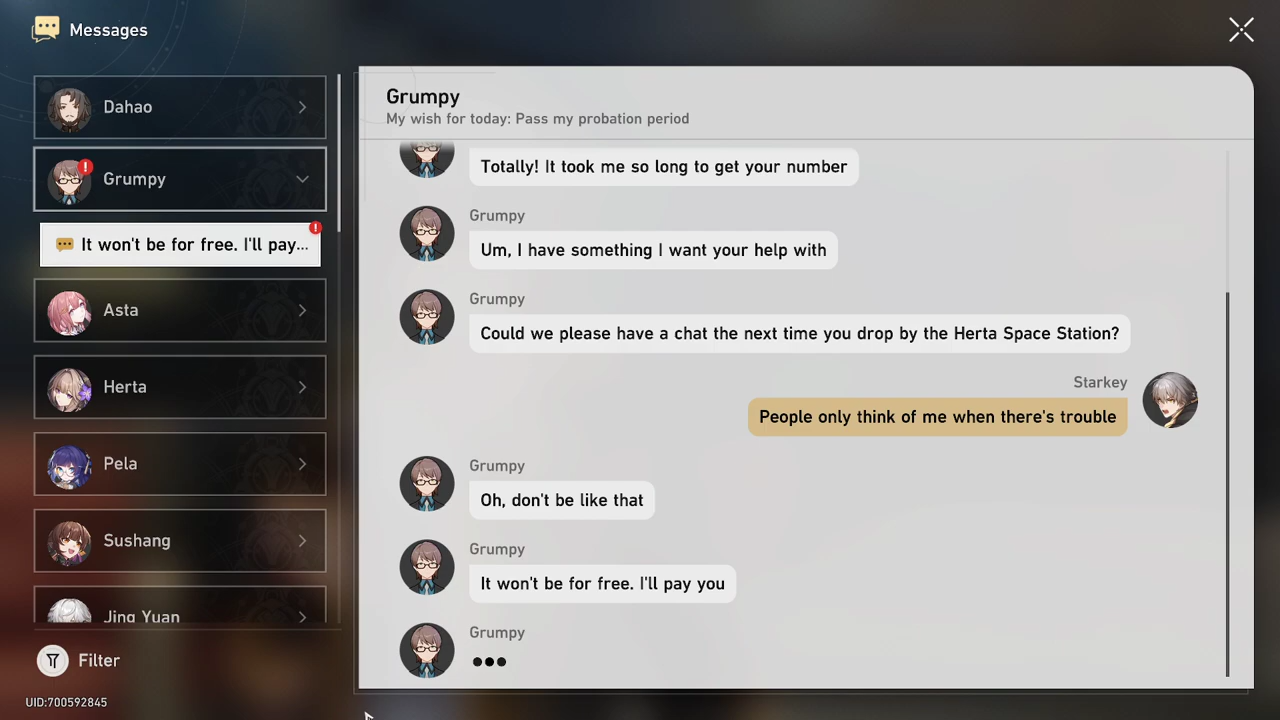 Messages
Dahao
Grumpy
It won't be for free. I'll pay...
Asta
Herta
Pela
Sushang
Jing Yuan
Filter
UID:700592845
Grumpy
My wish for today: Pass my probation period
Totally! It took me so long to get your number
Grumpy
Um, I have something I want your help with
Grumpy
Could we please have a chat the next time you drop by the Herta Space Station?
Starkey
People only think of me when there's trouble
Grumpy
Oh, don't be like that
Grumpy
It won't be for free. I'll pay you
Grumpy